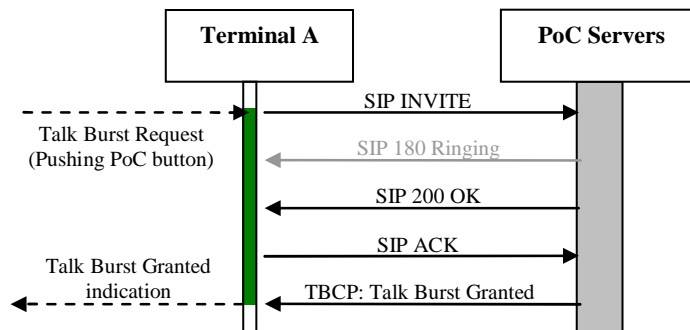 Terminal A
PoC Servers
SIP INVITE
Talk Burst Request
(Pushing PoC button)
SIP 180 Ringing
SIP 200 OK
SIP ACK
Talk Burst Granted
indication
TBCP: Talk Burst Granted